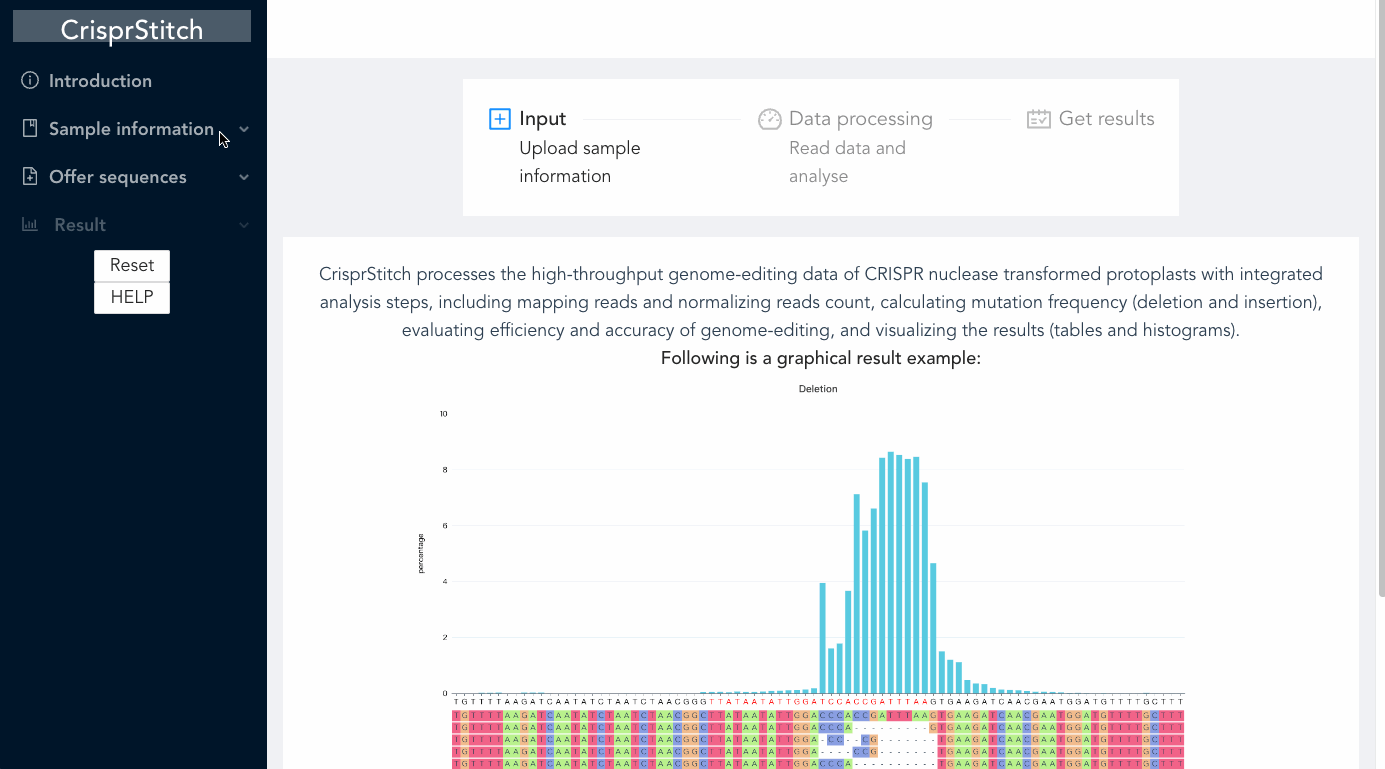 CrisprStitch
Introduction
Sample information
Offer sequences
Result
Reset
HELP
Input
Upload sample
information
Data processing
Read data and
analyse
Get results
CrisprStitch processes the high-throughput genome-editing data of CRISPR nuclease transformed protoplasts with integrated
analysis steps, including mapping reads and normalizing reads count, calculating mutation frequency (deletion and insertion),
evaluating efficiency and accuracy of genome-editing, and visualizing the results (tables and histograms).
Following is a graphical result example:
Deletion
percentage
10
8
6
4
2
0